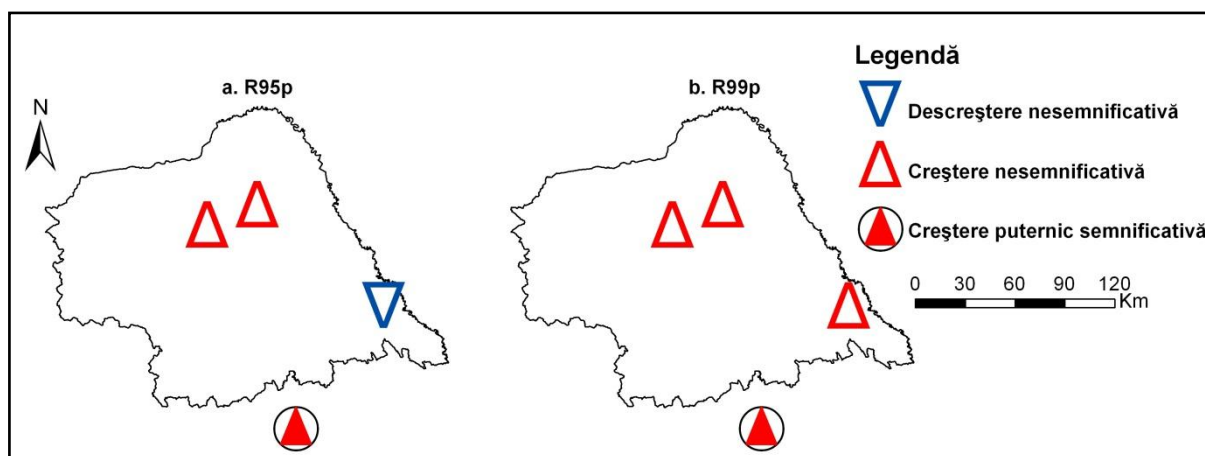 N
a. R95p
b. R99p
Legendă
Descreştere nesemnificativă
Creştere nesemnificativă
Creştere puternic semnificativă
0 30 60 90 120
Km